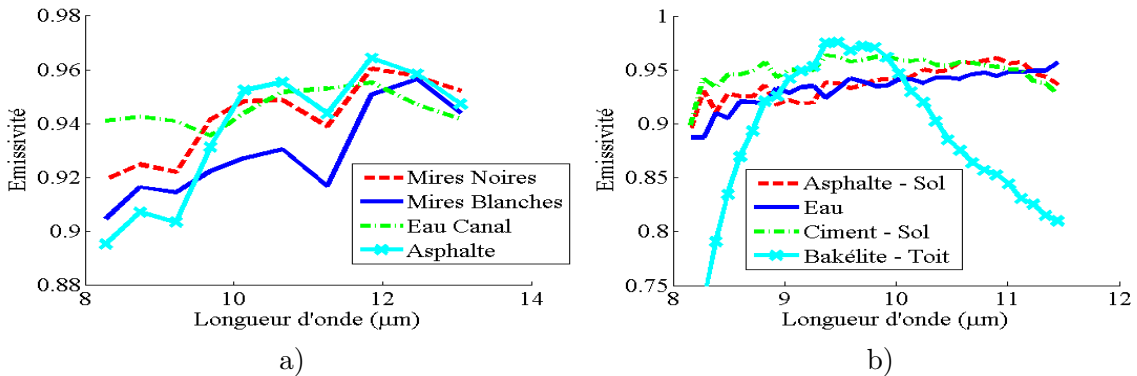 0.98
0.96
0.94
0.92
0.9
0.88
Emissivité
8
10
12
14
Longueur d'onde (μm)
Mires Noires
Mires Blanches
Eau Canal
Asphalte
a)
1
0.95
0.9
0.85
0.8
0.75
Emissivité
8
9
10
11
12
Longueur d'onde (μm)
Asphalte - Sol
Eau
Ciment - Sol
Bakélite - Toit
b)